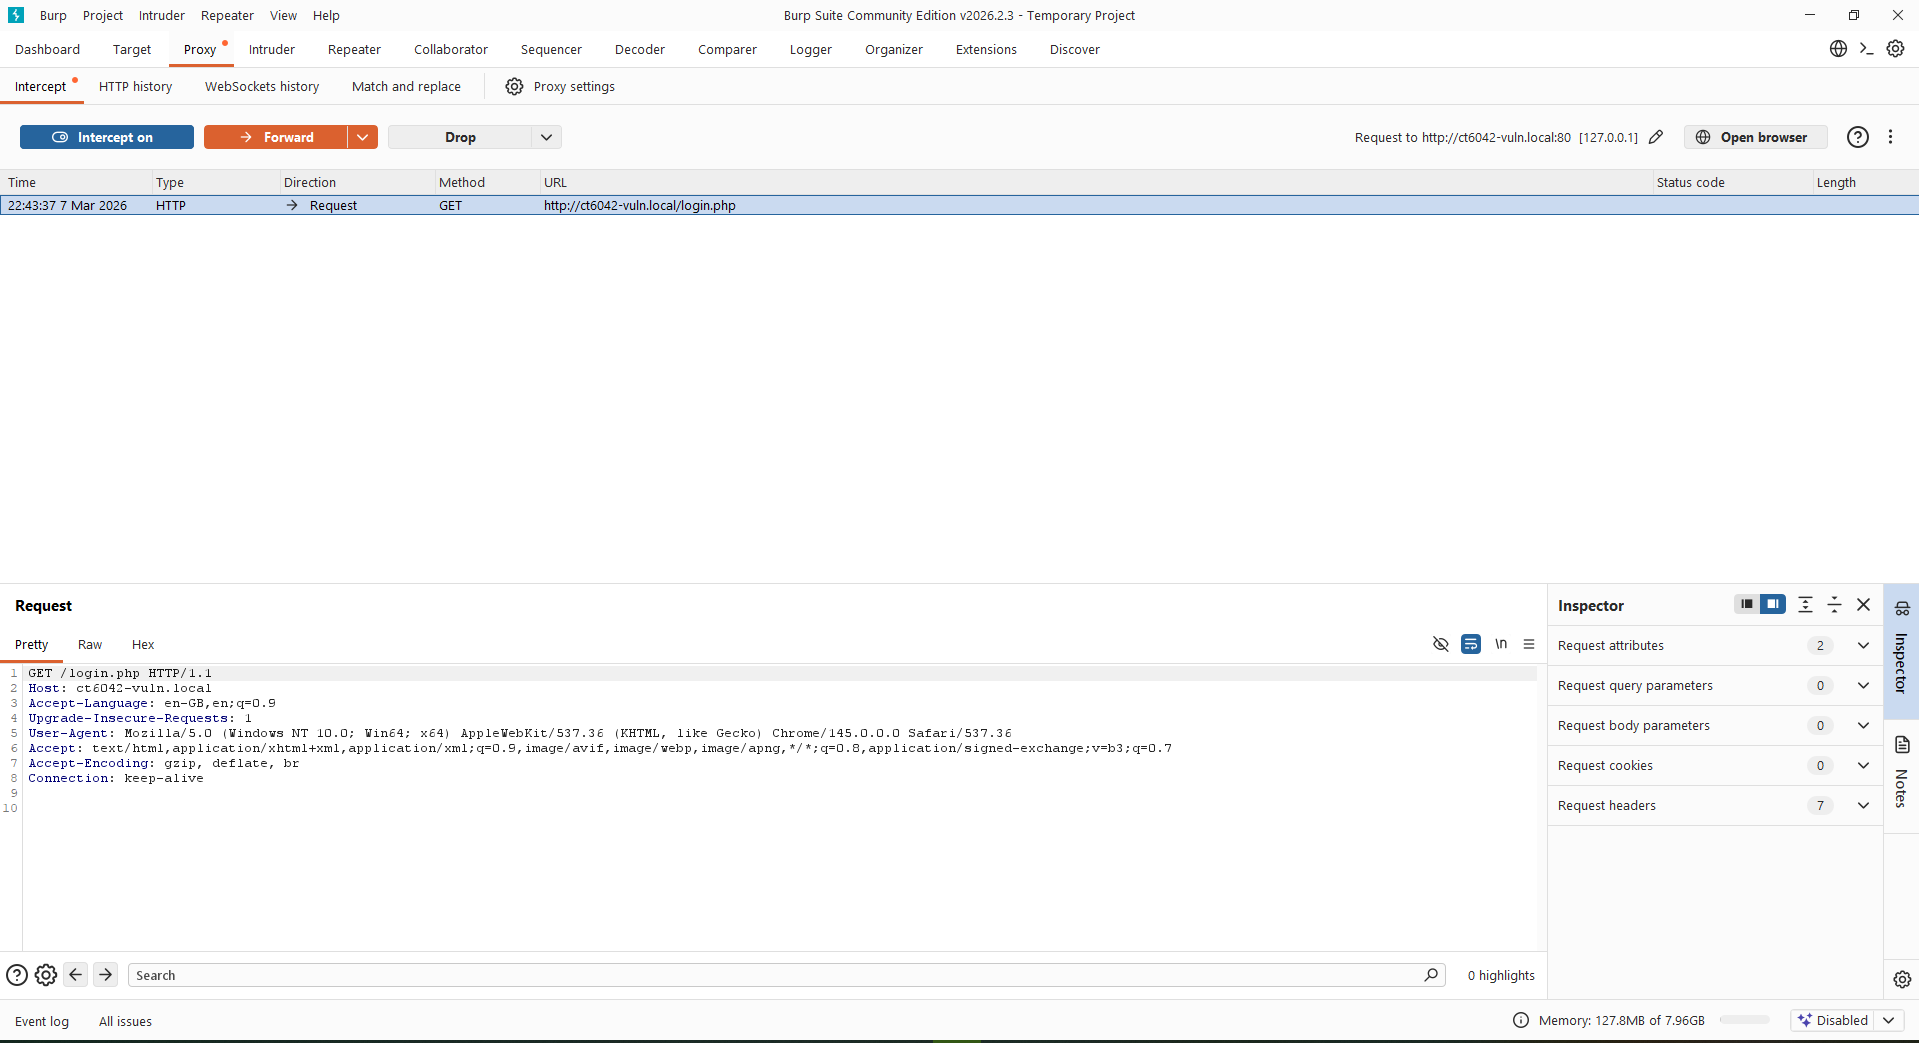 Burp Project Intruder Repeater View Help Burp Suite Community Edition v2026.2.3 - Temporary Project
Dashboard Target Proxy Intruder Repeater Collaborator Sequencer Decoder Comparer Logger Organizer Extensions Discover
Intercept HTTP history WebSockets history Match and replace Proxy settings
Intercept on Forward Drop Request to http://ct6042-vuln.local:80 [127.0.0.1] Open browser
Time Type Direction Method URL Status code Length
22:43:37 7 Mar 2026 HTTP → Request GET http://ct6042-vuln.local/login.php
Request
Pretty Raw Hex \n
1 GET /login.php HTTP/1.1
2 Host: ct6042-vuln.local
3 Accept-Language: en-GB,en;q=0.9
4 Upgrade-Insecure-Requests: 1
5 User-Agent: Mozilla/5.0 (Windows NT 10.0; Win64; x64) AppleWebKit/537.36 (KHTML, like Gecko) Chrome/145.0.0.0 Safari/537.36
6 Accept: text/html,application/xhtml+xml,application/xml;q=0.9,image/avif,image/webp,image/apng,*/*;q=0.8,application/signed-exchange;v=b3;q=0.7
7 Accept-Encoding: gzip, deflate, br
8 Connection: keep-alive
9
10
Search 0 highlights
Inspector
Request attributes 2
Request query parameters 0
Request body parameters 0
Request cookies 0
Request headers 7
Inspector
Notes
Event log All issues Memory: 127.8MB of 7.96GB Disabled